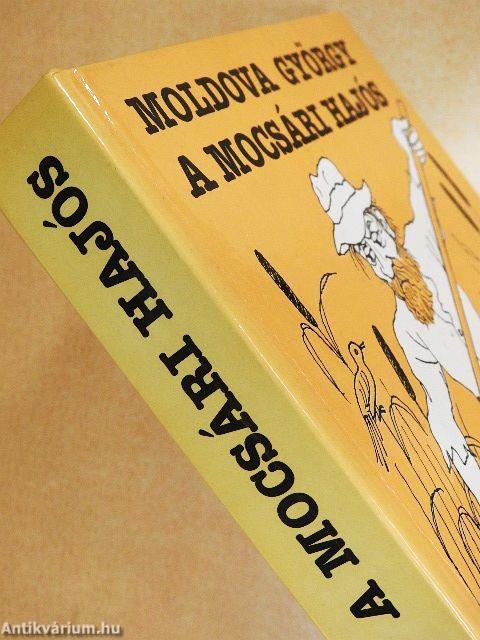 MOLDOVA GYÖRGY
A MOCSÁRI HAJÓS
A MOCSÁRI HAJÓS
Antikvárium.hu